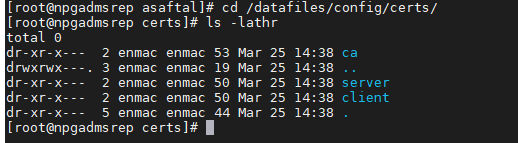 [root@npgadmsrep asaftal]# cd /datafiles/config/certs/
[root@npgadmsrep certs]# ls -lathr
total 0
dr-xr-x---  2 enmac enmac 53 Mar 25 14:38 ca
drwxrwx---. 3 enmac enmac 19 Mar 25 14:38 ..
dr-xr-x---  2 enmac enmac 50 Mar 25 14:38 server
dr-xr-x---  2 enmac enmac 50 Mar 25 14:38 client
dr-xr-x---  5 enmac enmac 44 Mar 25 14:38 .
[root@npgadmsrep certs]#